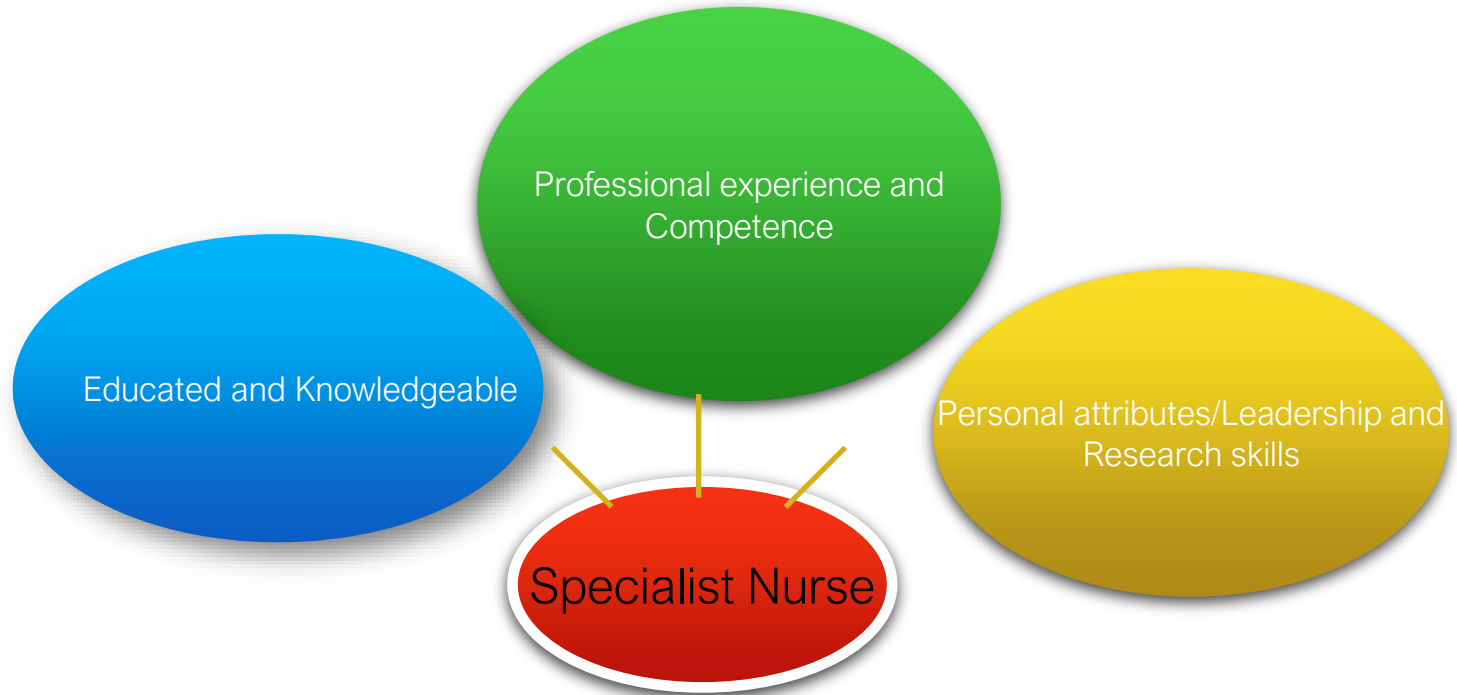 Professional experience and
Competence
Educated and Knowledgeable
Personal attributes/Leadership and
Research skills
Specialist Nurse